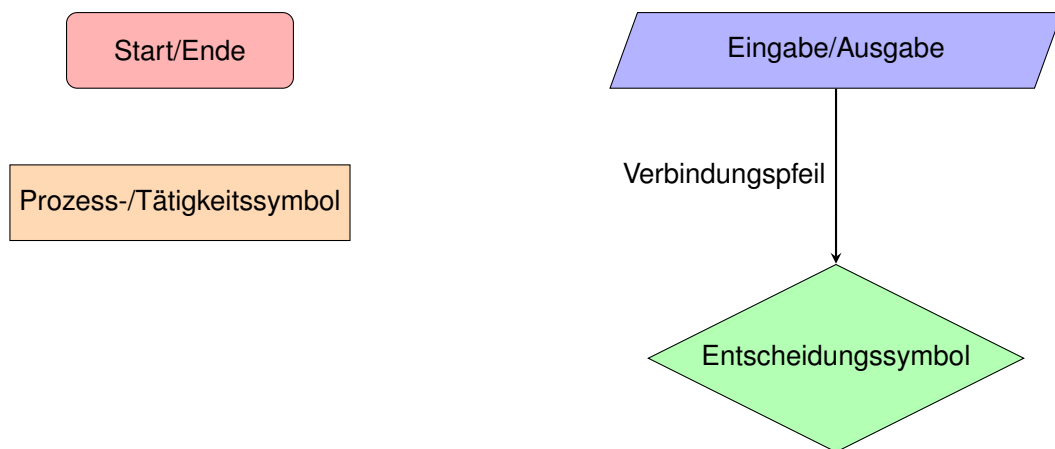 Start/Ende
Eingabe/Ausgabe
Verbindungspfeil
Prozess-/Tätigkeitssymbol
Entscheidungssymbol